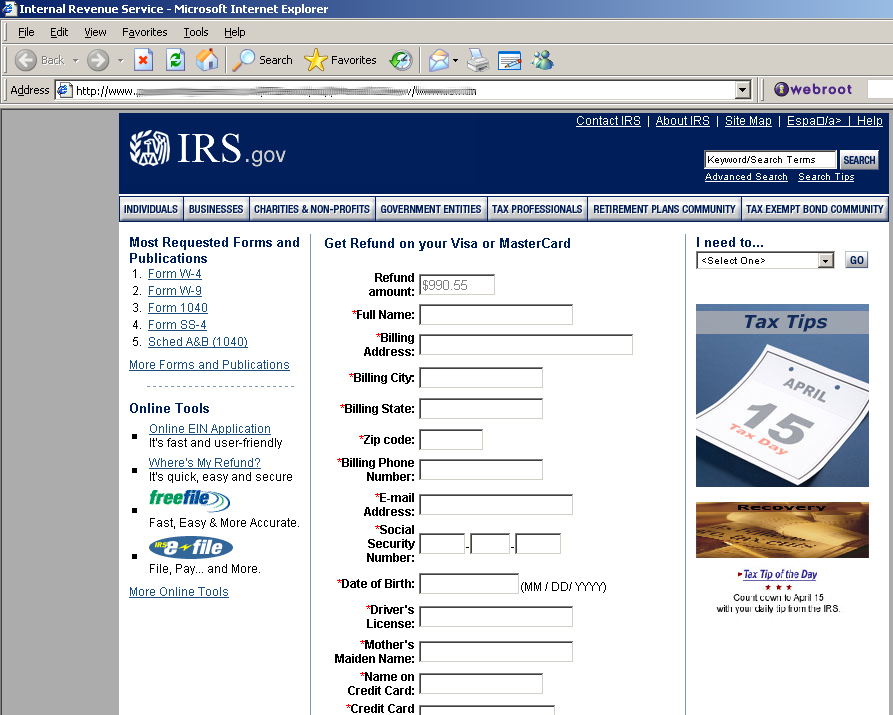 Internal Revenue Service - Microsoft Internet Explorer
File Edit View Favorites Tools Help
Back Search Favorites
Address http://www.
webroot
Contact IRS | About IRS | Site Map | Espa□/a> | Help
IRS.gov
Keyword/Search Terms SEARCH
Advanced Search Search Tips
INDIVIDUALS BUSINESSES CHARITIES & NON-PROFITS GOVERNMENT ENTITIES TAX PROFESSIONALS RETIREMENT PLANS COMMUNITY TAX EXEMPT BOND COMMUNITY
Most Requested Forms and
Publications
1. Form W-4
2. Form W-9
3. Form 1040
4. Form SS-4
5. Sched A&B (1040)
More Forms and Publications
Online Tools
Online EIN Application
It's fast and user-friendly
Where's My Refund?
It's quick, easy and secure
freefile
Fast, Easy & More Accurate.
IRS e-file
File, Pay... and More.
More Online Tools
Get Refund on your Visa or MasterCard
Refund
amount: $990.55
*Full Name:
*Billing
Address:
*Billing City:
*Billing State:
*Zip code:
*Billing Phone
Number:
*E-mail
Address:
*Social
Security
Number: - -
*Date of Birth: (MM / DD/ YYYY)
*Driver's
License:
*Mother's
Maiden Name:
*Name on
Credit Card:
*Credit Card
I need to...
<Select One> GO
Tax Tips
APRIL
15
Tax Day
Recovery
Tax Tip of the Day
Count down to April 15
with your daily tip from the IRS.